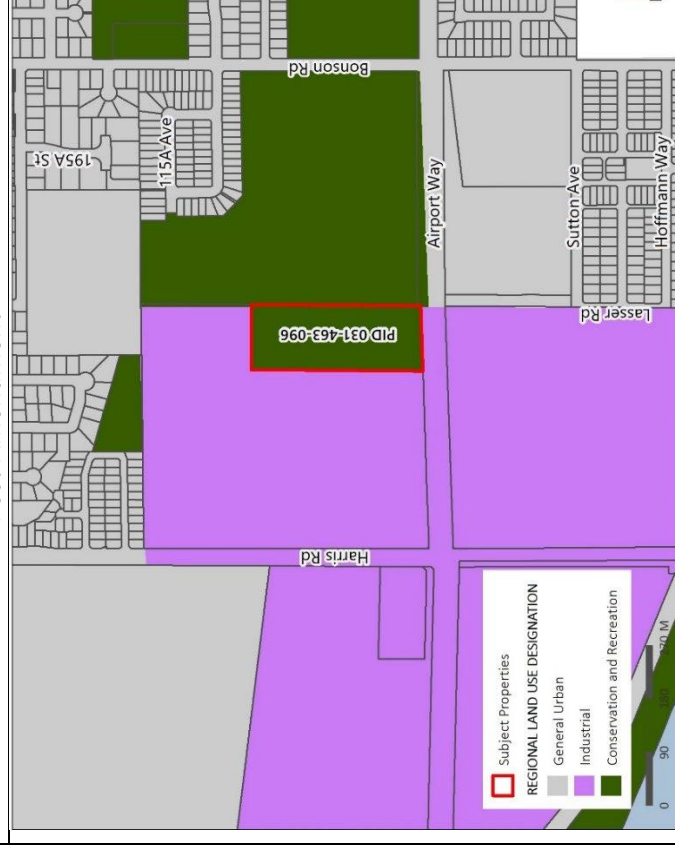 Bonson Rd
195A St
115A Ave
Airport Way
Sutton Ave
Hoffmann Way
Lasser Rd
PID 031-463-096
Harris Rd
Subject Properties
REGIONAL LAND USE DESIGNATION
General Urban
Industrial
Conservation and Recreation
0 90 180 270 M